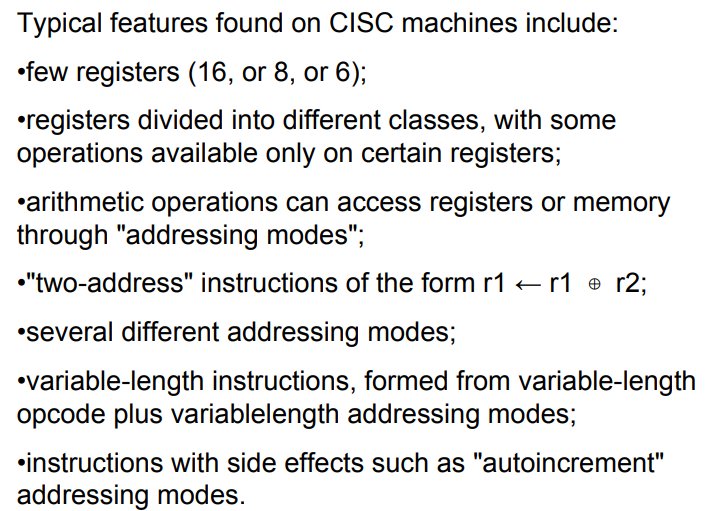 Typical features found on CISC machines include:
•few registers (16, or 8, or 6);
•registers divided into different classes, with some
operations available only on certain registers;
•arithmetic operations can access registers or memory
through "addressing modes";
•"two-address" instructions of the form r1 ← r1 ⊕ r2;
•several different addressing modes;
•variable-length instructions, formed from variable-length
opcode plus variablelength addressing modes;
•instructions with side effects such as "autoincrement"
addressing modes.